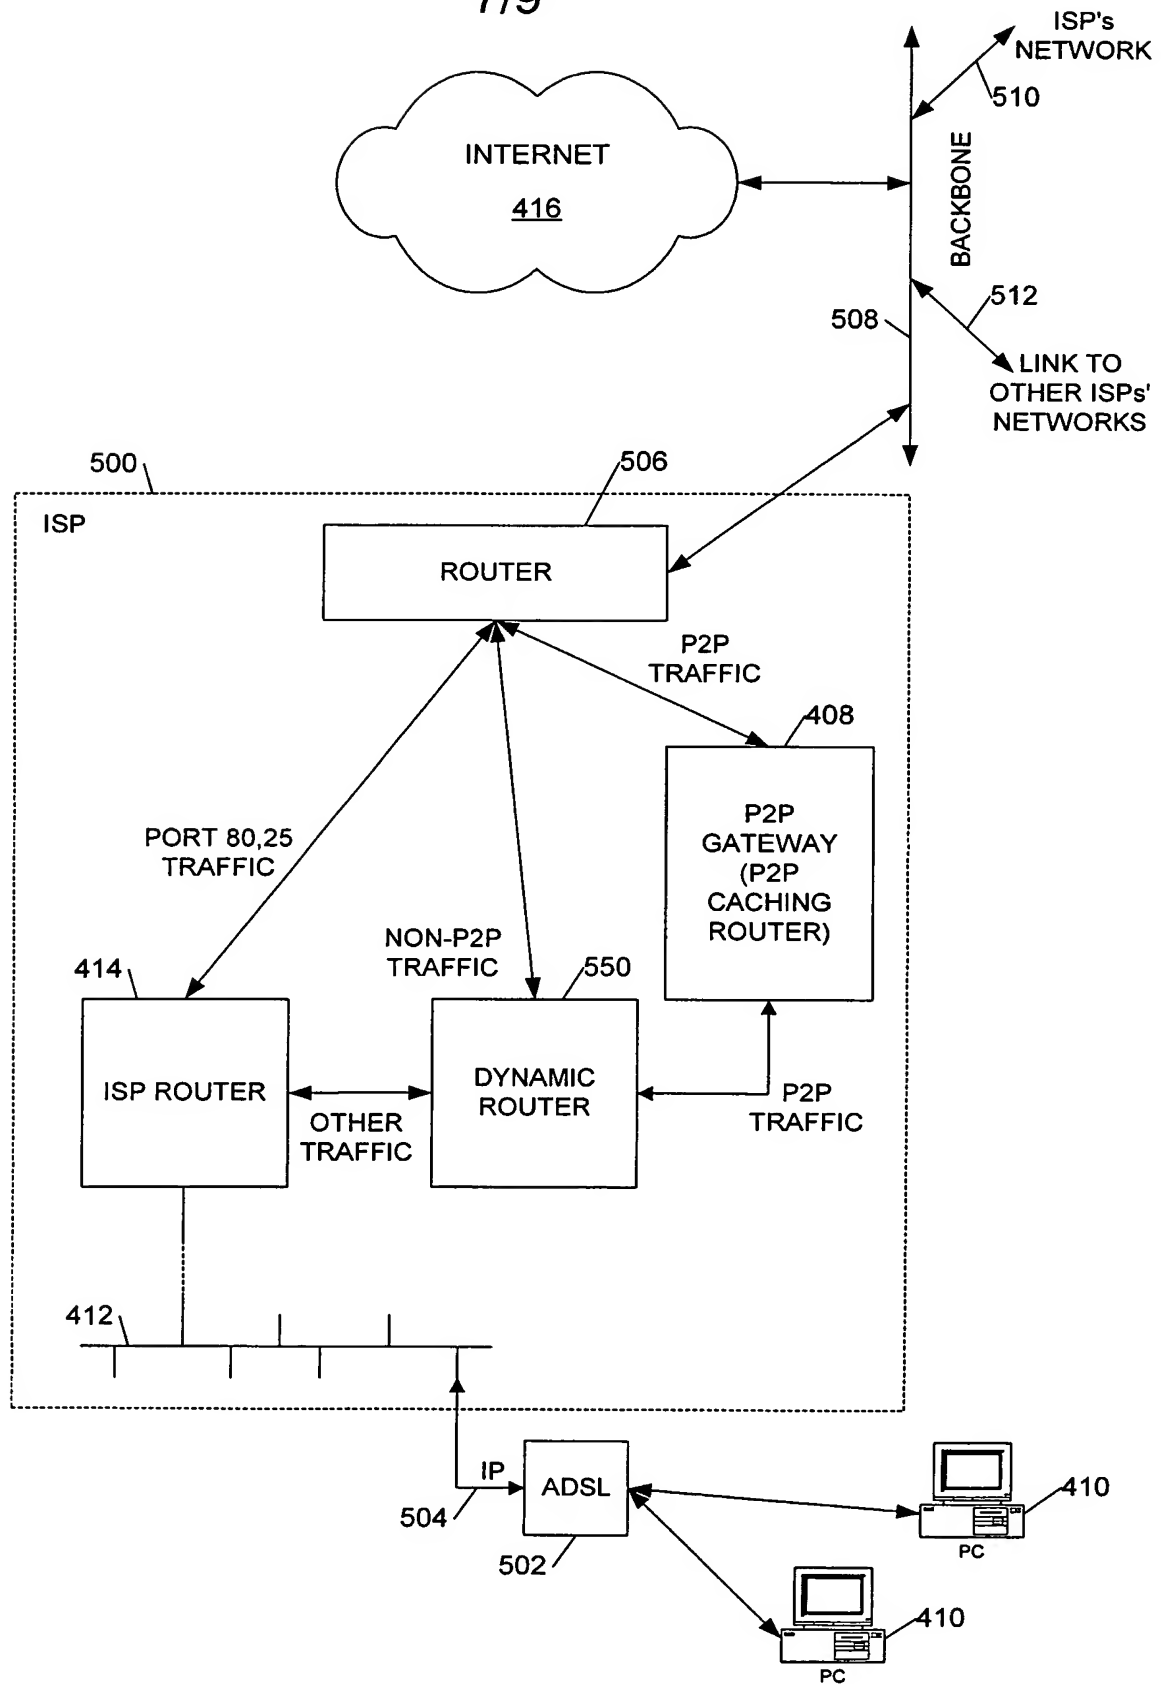 7/9
ISP's
NETWORK
510
INTERNET
416
BACKBONE
512
508
LINK TO
OTHER ISPs'
NETWORKS
500
506
ISP
ROUTER
P2P
TRAFFIC
408
P2P
GATEWAY
(P2P
CACHING
ROUTER)
PORT 80,25
TRAFFIC
NON-P2P
TRAFFIC
414
550
ISP ROUTER
DYNAMIC
ROUTER
OTHER
TRAFFIC
P2P
TRAFFIC
412
IP
ADSL
504
502
410
PC
410
PC